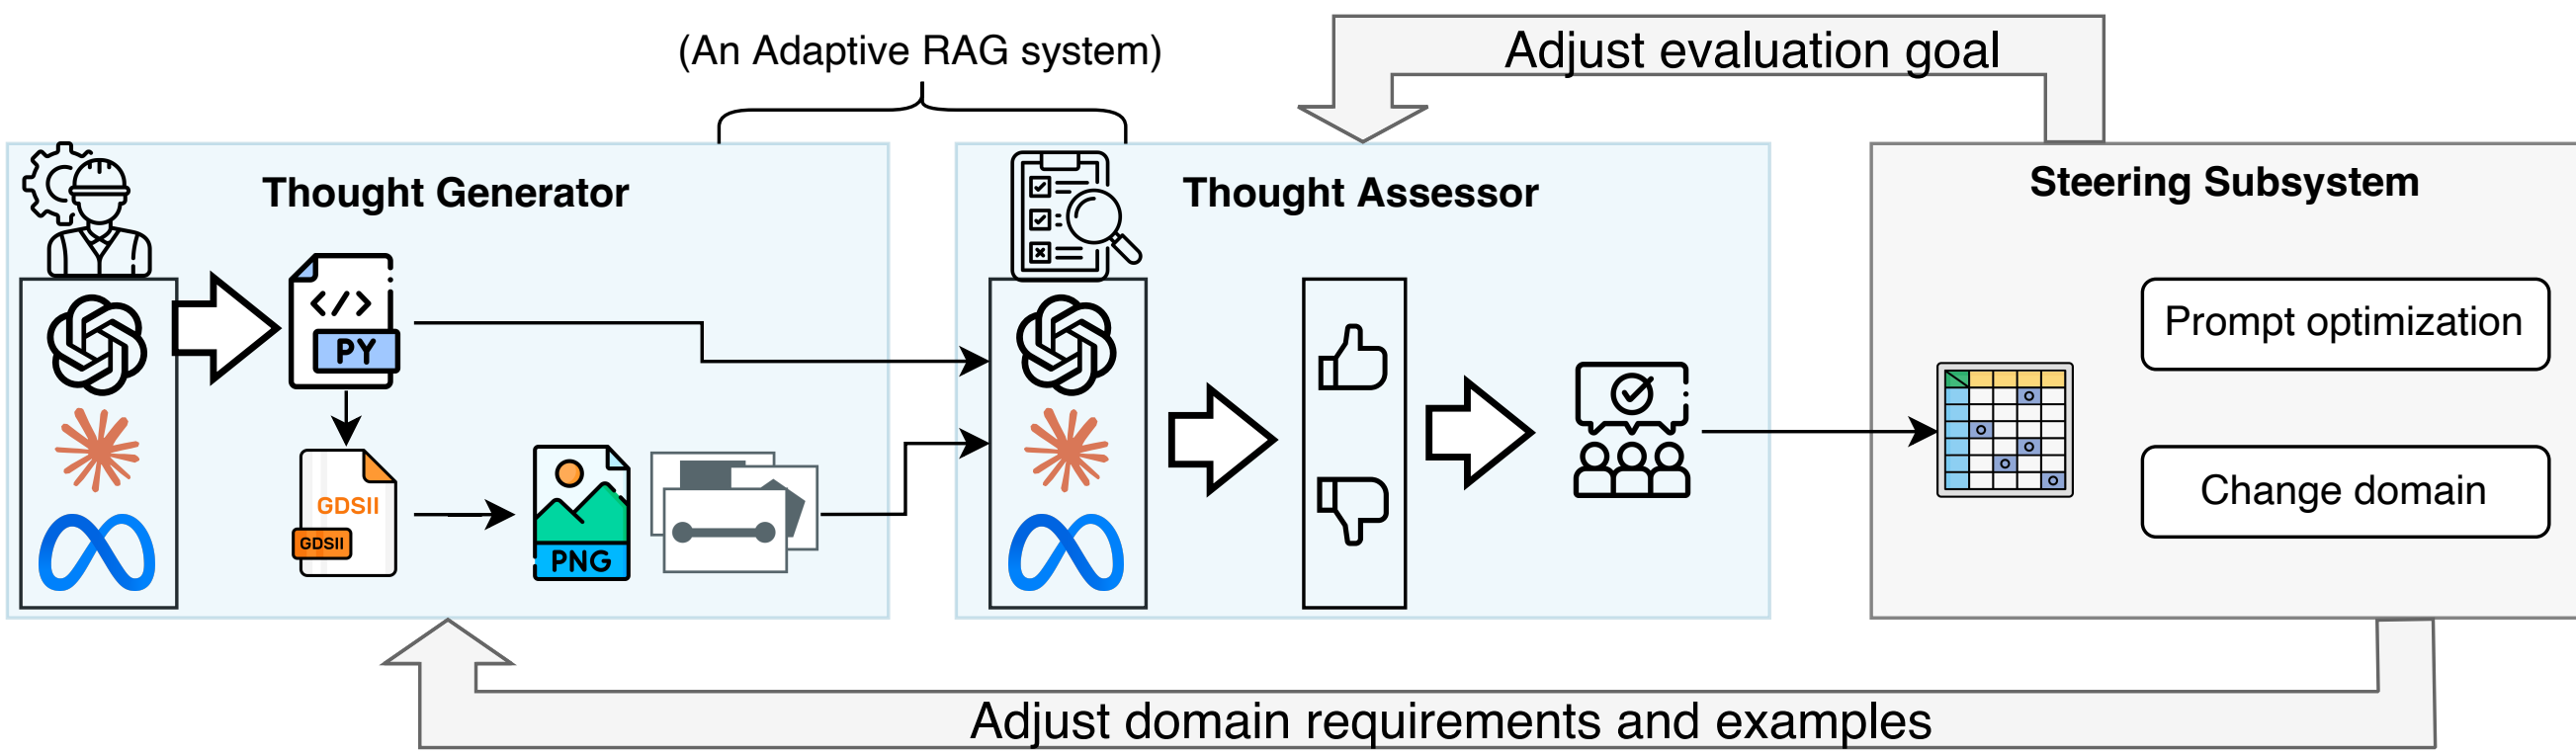 (An Adaptive RAG system)
Adjust evaluation goal
Thought Generator
Thought Assessor
Steering Subsystem
</>
PY
GDSII
GDSII
PNG
Prompt optimization
Change domain
Adjust domain requirements and examples